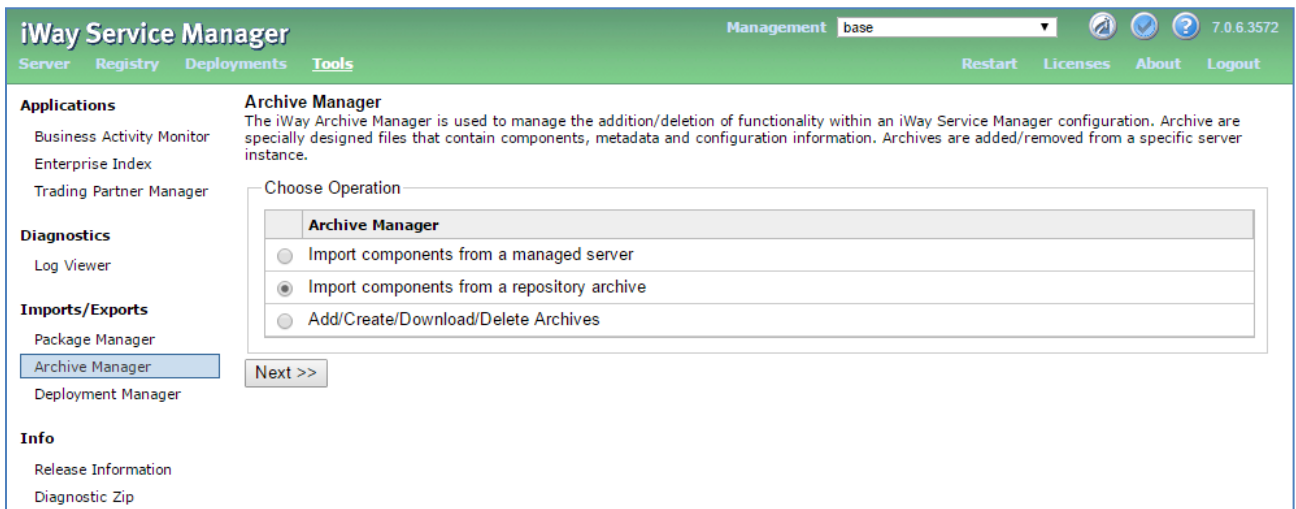 iWay Service Manager
Management base 7.0.6.3572
Server Registry Deployments Tools Restart Licenses About Logout
Applications
Business Activity Monitor
Enterprise Index
Trading Partner Manager
Diagnostics
Log Viewer
Imports/Exports
Package Manager
Archive Manager
Deployment Manager
Info
Release Information
Diagnostic Zip
Archive Manager
The iWay Archive Manager is used to manage the addition/deletion of functionality within an iWay Service Manager configuration. Archive are
specially designed files that contain components, metadata and configuration information. Archives are added/removed from a specific server
instance.
Choose Operation
Archive Manager
Import components from a managed server
Import components from a repository archive
Add/Create/Download/Delete Archives
Next >>